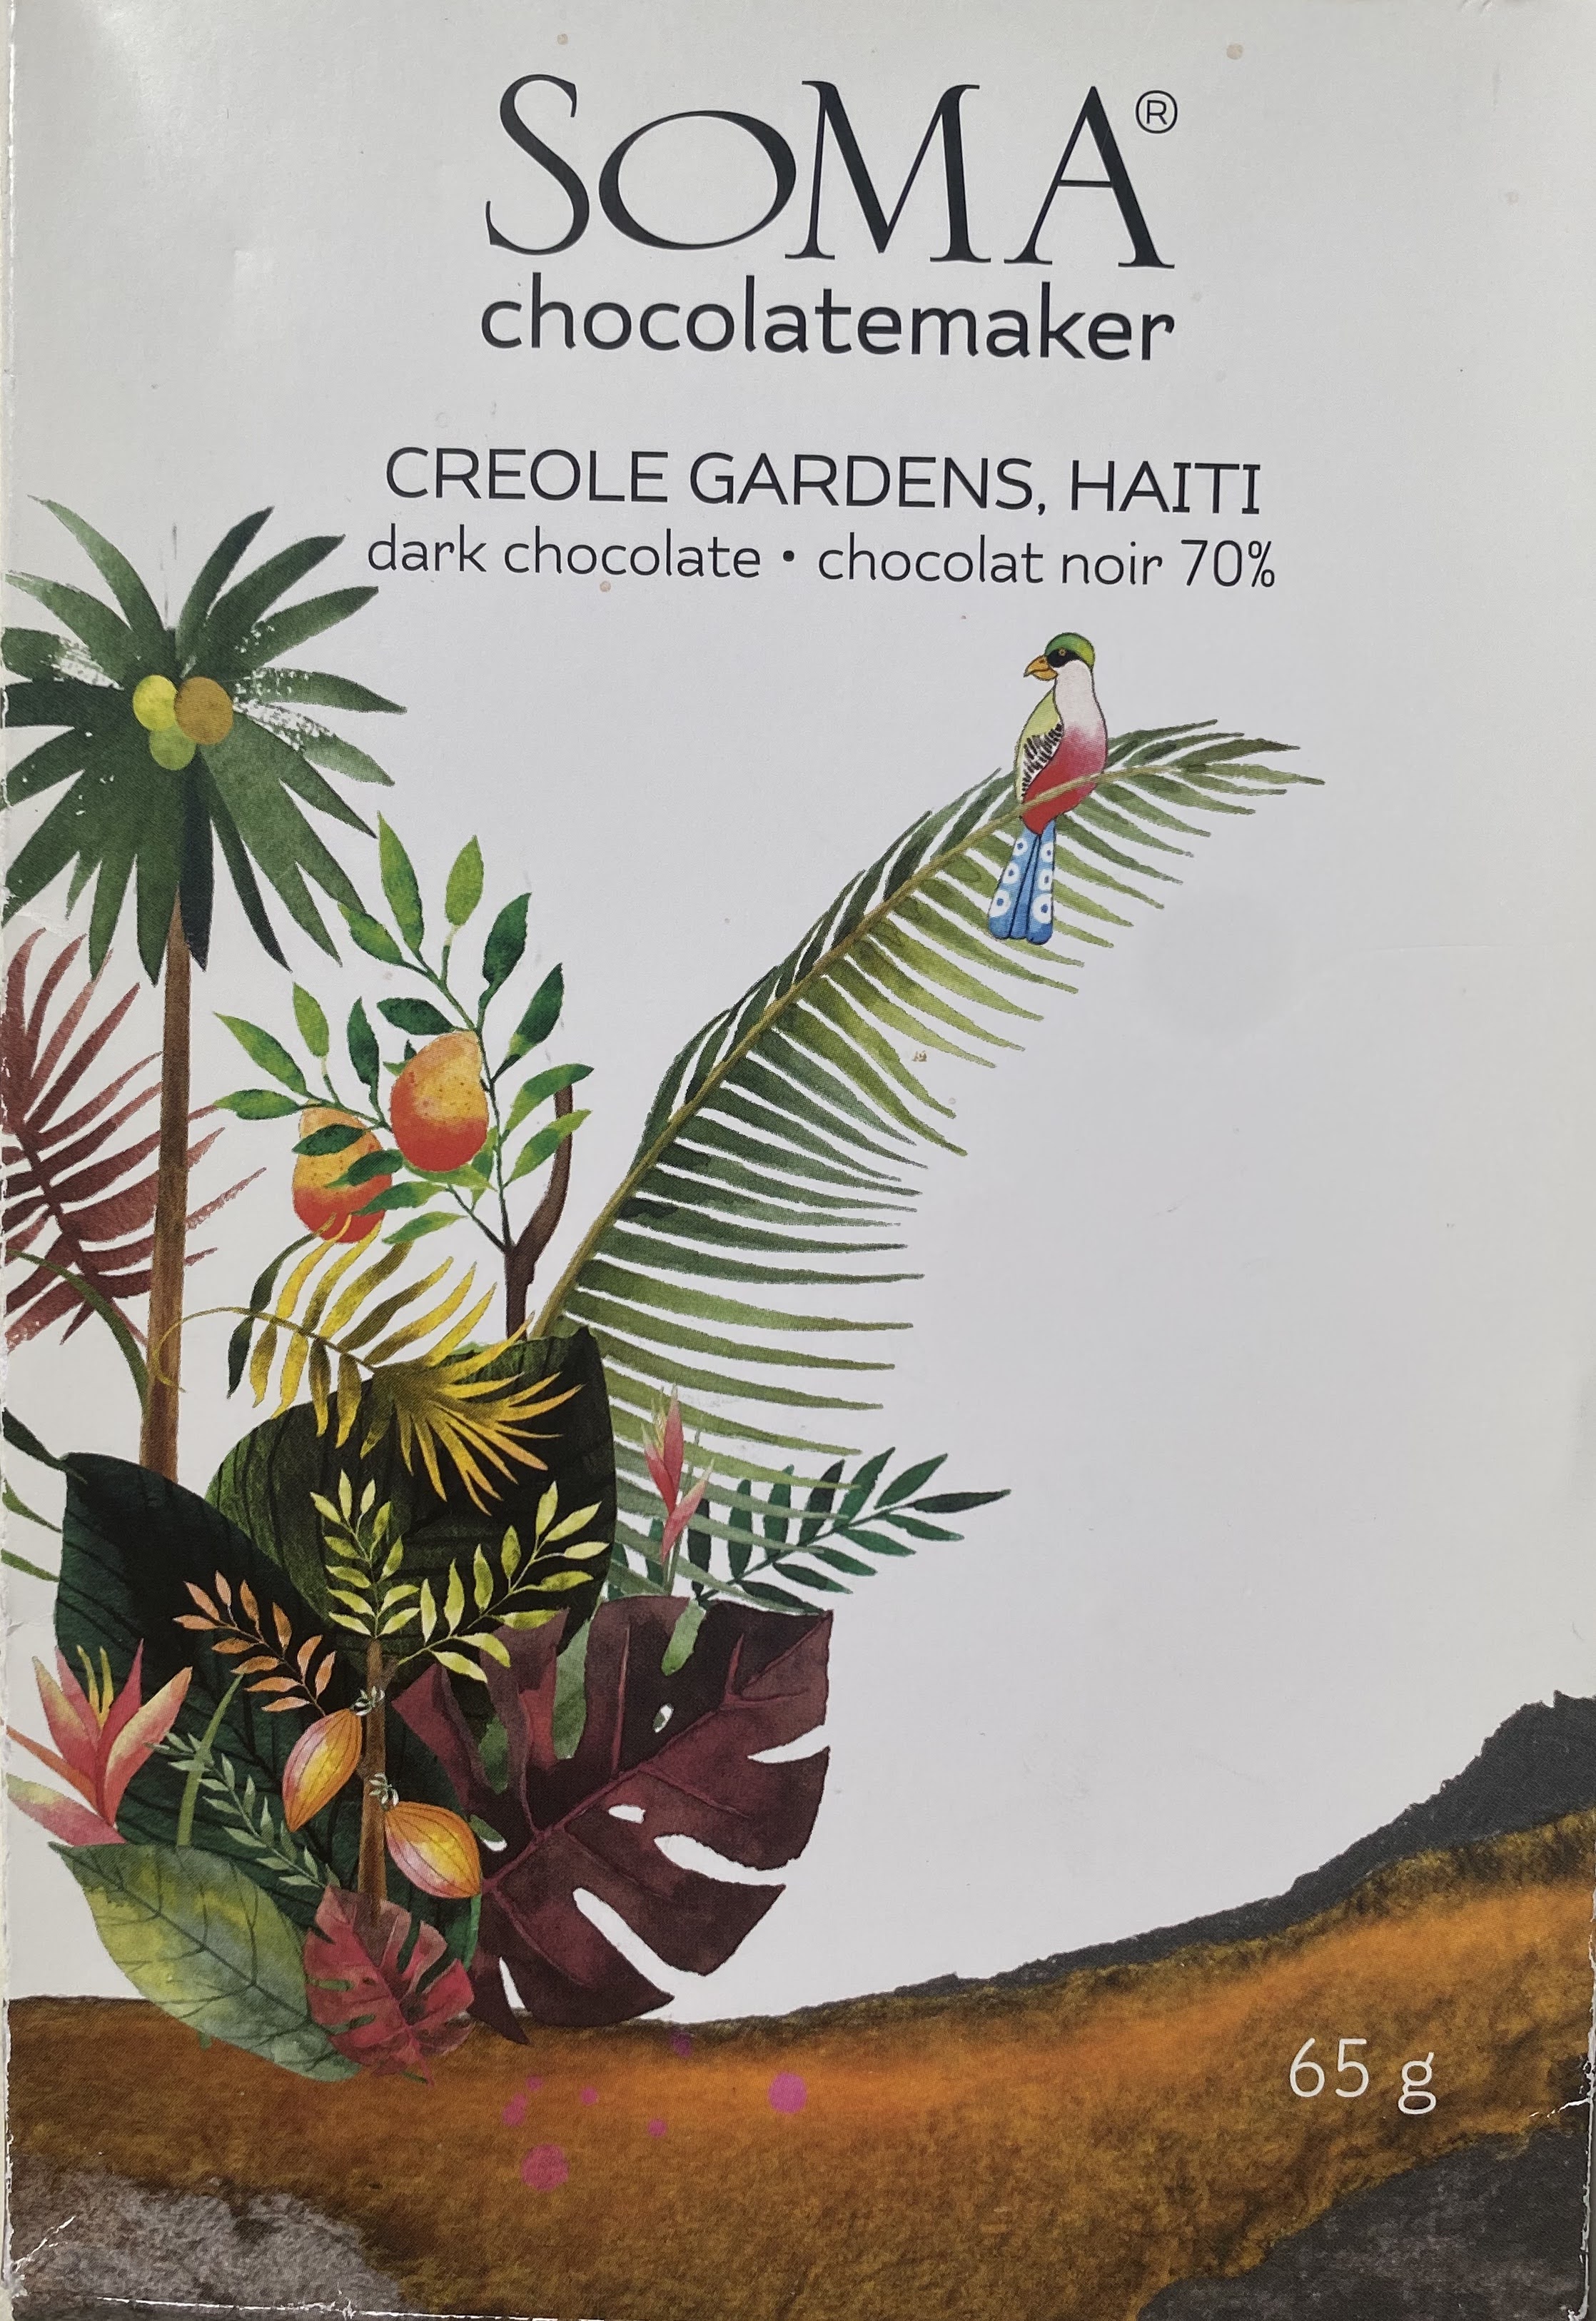 SOMA®
chocolatemaker
CREOLE GARDENS, HAITI
dark chocolate • chocolat noir 70%
65 g